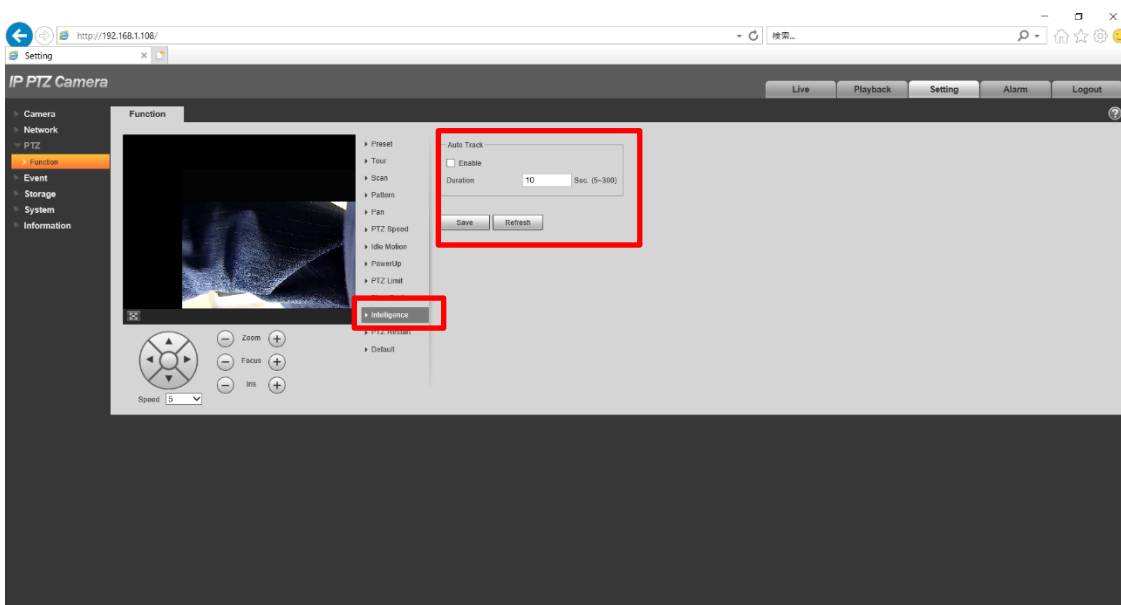 http://192.168.1.108/
検索...
Setting
IP PTZ Camera
Live
Playback
Setting
Alarm
Logout
Camera
Network
PTZ
Function
Event
Storage
System
Information
Function
Preset
Tour
Scan
Pattern
Pan
PTZ Speed
Idle Motion
PowerUp
PTZ Limit
Intelligence
PTZ Restart
Default
Zoom
Focus
Iris
Speed 5
Auto Track
Enable
Duration 10 Sec. (5~300)
Save Refresh